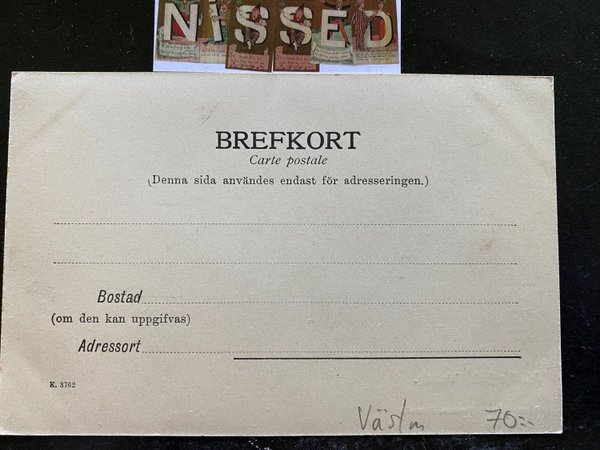 NISSED
BREFKORT
Carte postale
(Denna sida användes endast för adresseringen.)
Bostad
(om den kan uppgifvas)
Adressort
K. 3762
Västm 70:-